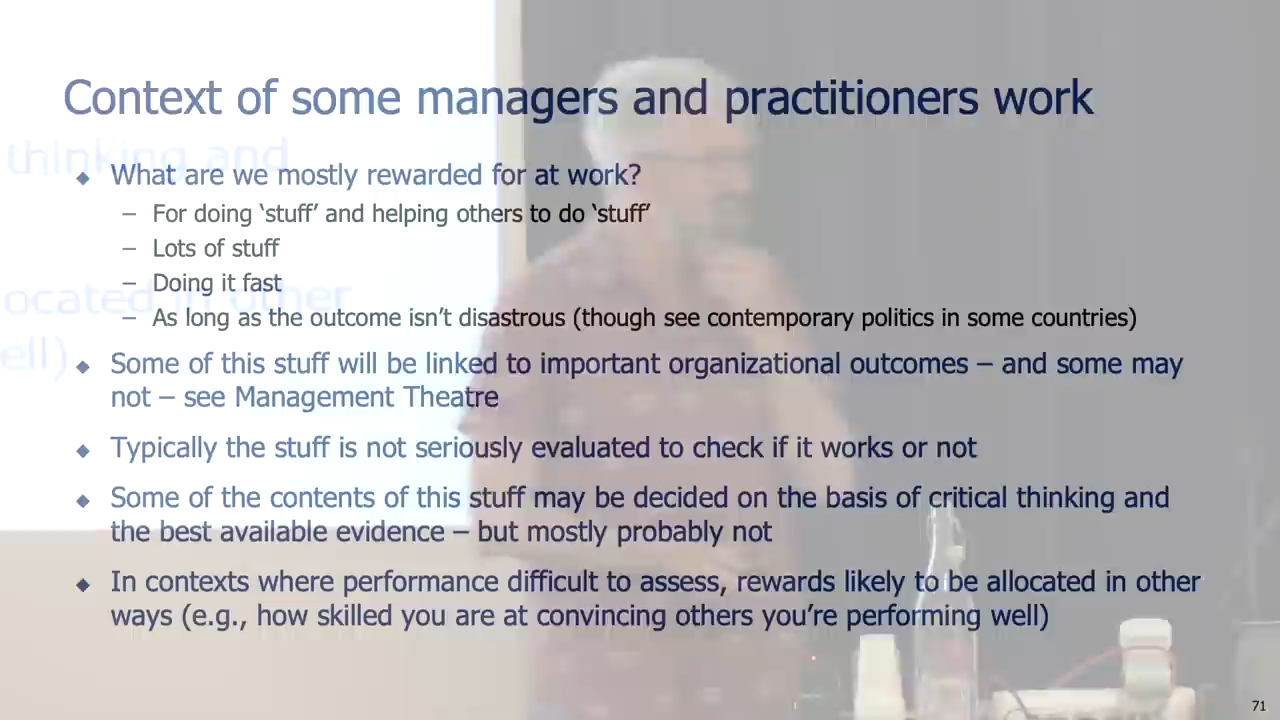 Context of some managers and practitioners work
thinking and
◆ What are we mostly rewarded for at work?
– For doing ‘stuff’ and helping others to do ‘stuff’
– Lots of stuff
– Doing it fast
ocated in other
– As long as the outcome isn’t disastrous (though see contemporary politics in some countries)
ell)
◆ Some of this stuff will be linked to important organizational outcomes – and some may
not – see Management Theatre
◆ Typically the stuff is not seriously evaluated to check if it works or not
◆ Some of the contents of this stuff may be decided on the basis of critical thinking and
the best available evidence – but mostly probably not
◆ In contexts where performance difficult to assess, rewards likely to be allocated in other
ways (e.g., how skilled you are at convincing others you’re performing well)
71